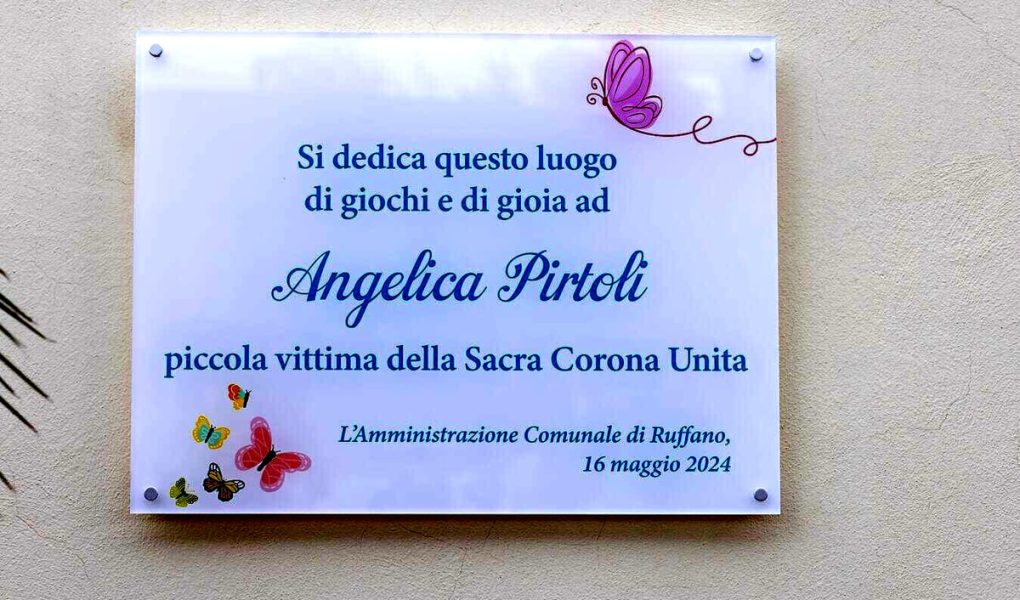 Si dedica questo luogo
di giochi e di gioia ad
Angelica Pirtoli
piccola vittima della Sacra Corona Unita
L'Amministrazione Comunale di Ruffano,
16 maggio 2024